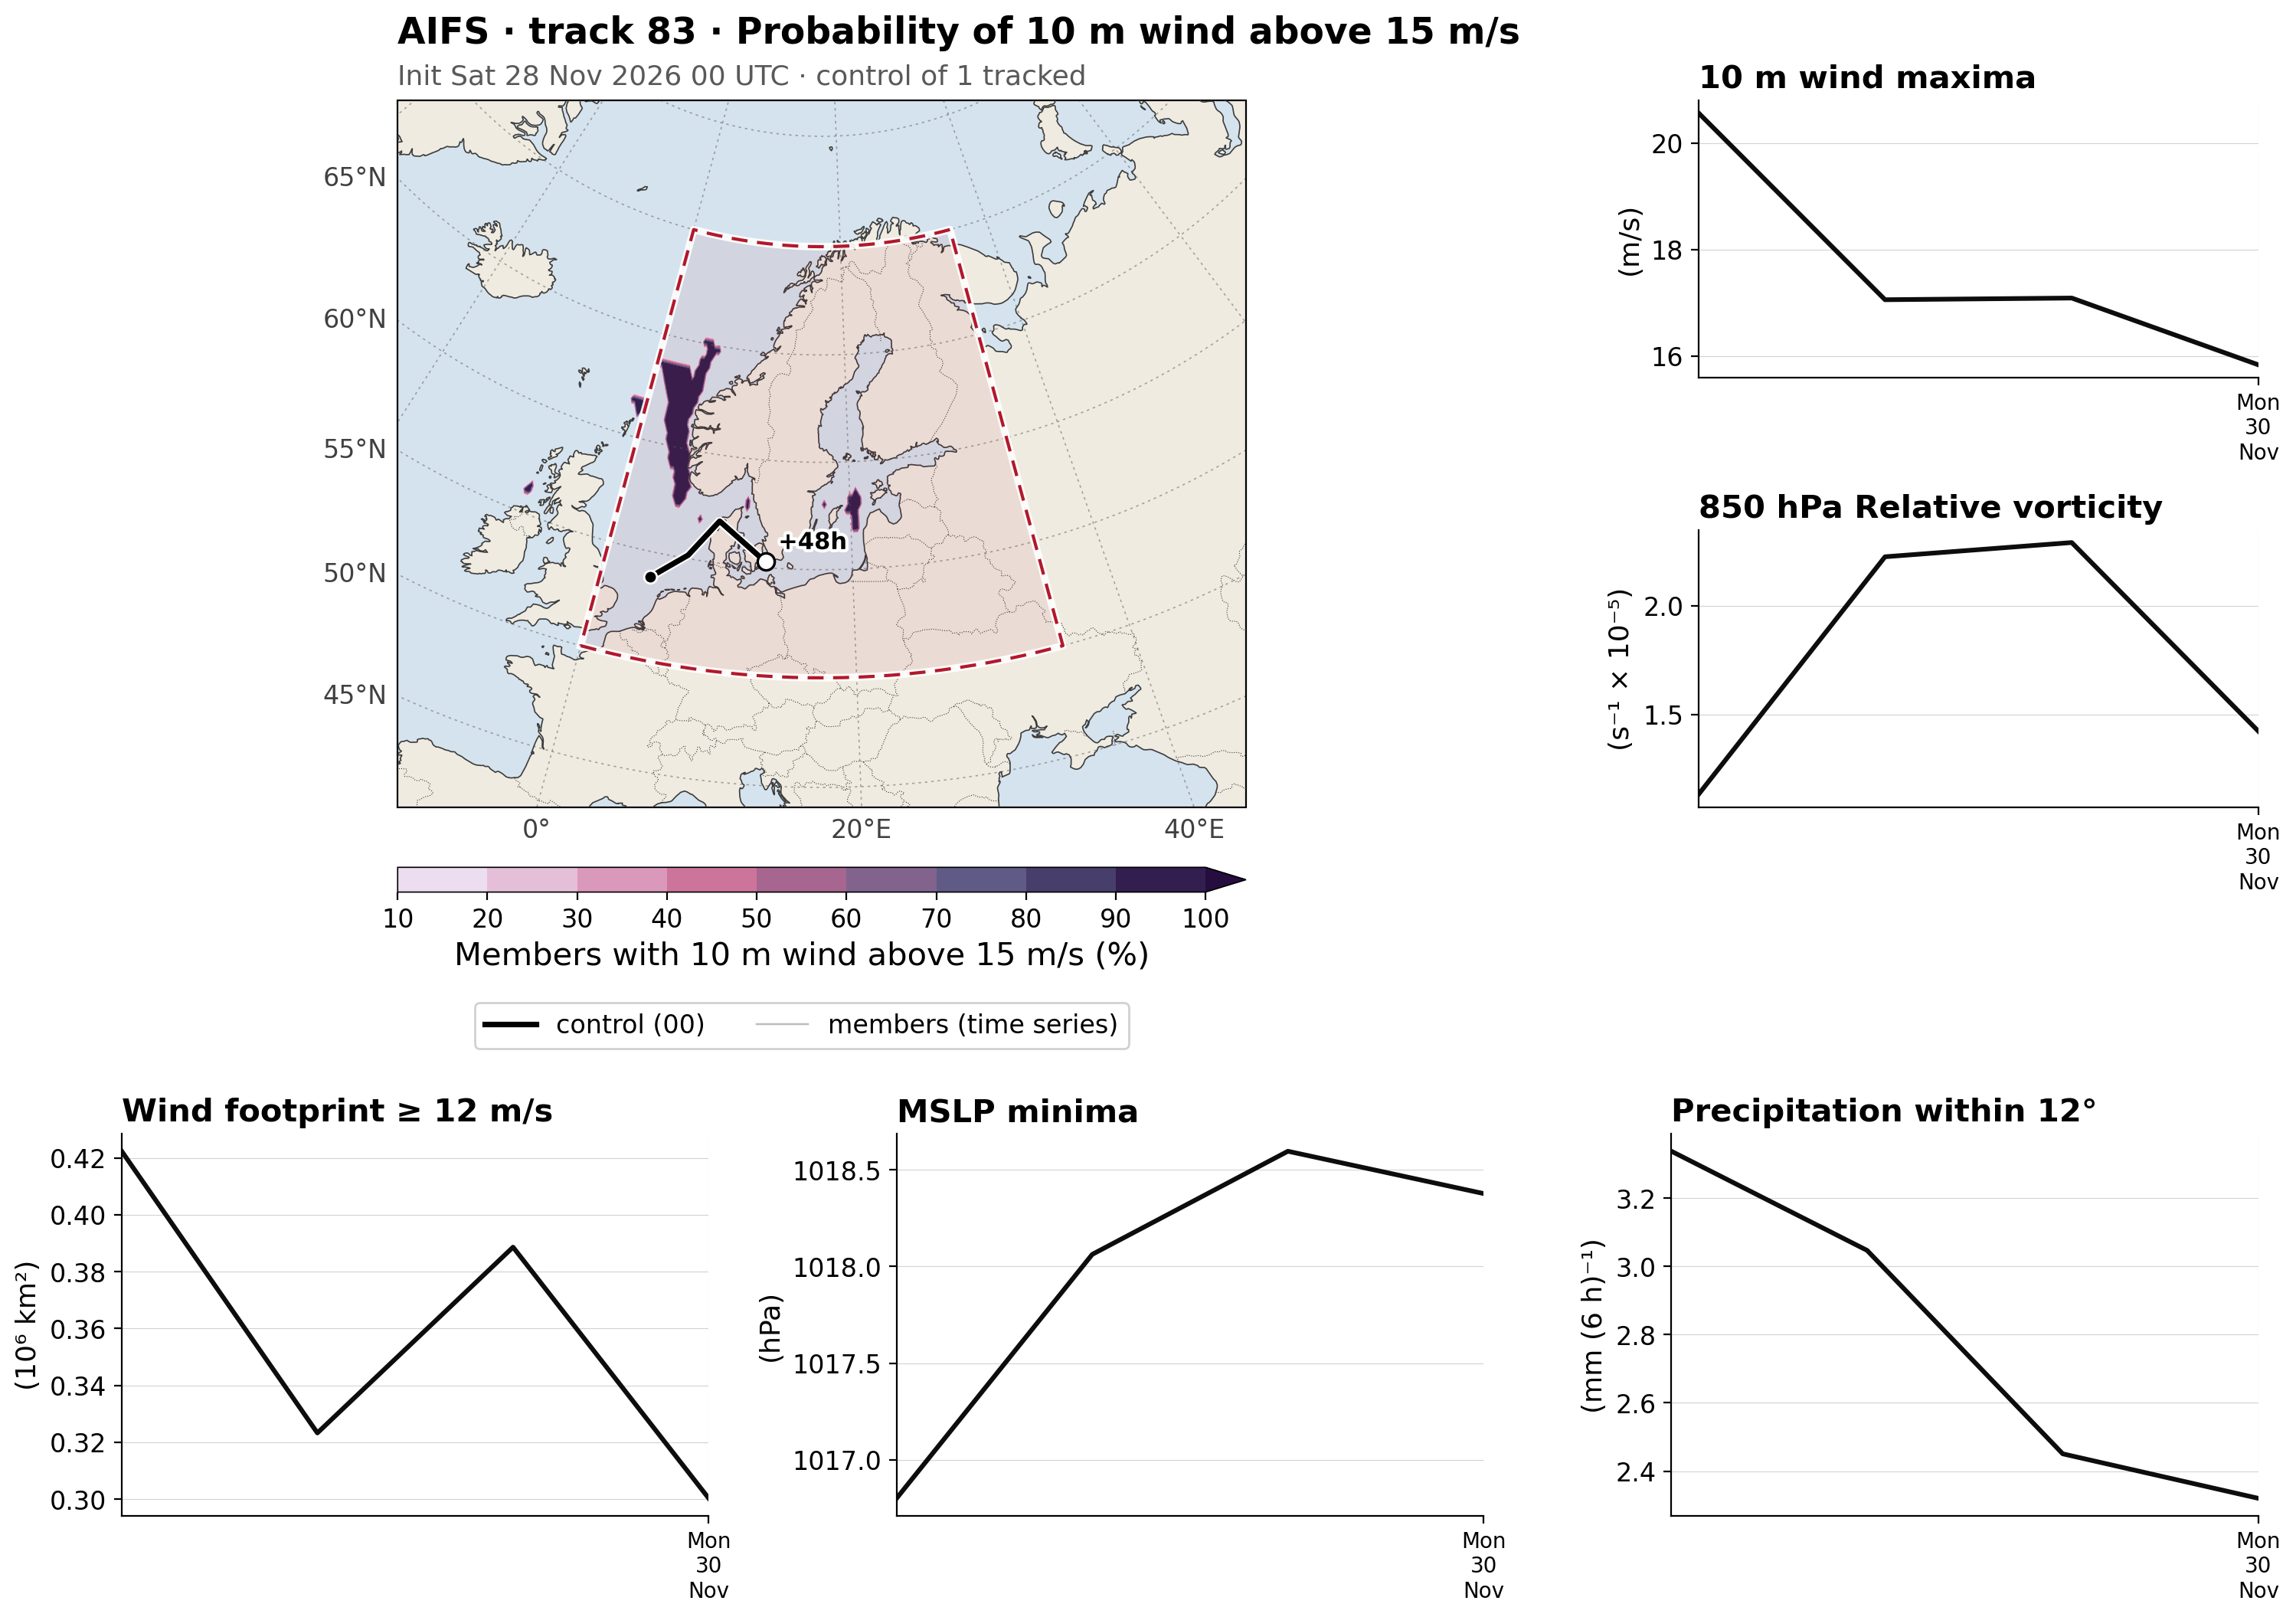 AIFS · track 83 · Probability of 10 m wind above 15 m/s
Init Sat 28 Nov 2026 00 UTC · control of 1 tracked
65°N
60°N
55°N
50°N
45°N
0°
20°E
40°E
+48h
10 20 30 40 50 60 70 80 90 100
Members with 10 m wind above 15 m/s (%)
control (00)
members (time series)
10 m wind maxima
(m/s)
20
18
16
Mon
30
Nov
850 hPa Relative vorticity
(s⁻¹ × 10⁻⁵)
2.0
1.5
Mon
30
Nov
Wind footprint ≥ 12 m/s
(10⁶ km²)
0.42
0.40
0.38
0.36
0.34
0.32
0.30
Mon
30
Nov
MSLP minima
(hPa)
1018.5
1018.0
1017.5
1017.0
Mon
30
Nov
Precipitation within 12°
(mm (6 h)⁻¹)
3.2
3.0
2.8
2.6
2.4
Mon
30
Nov